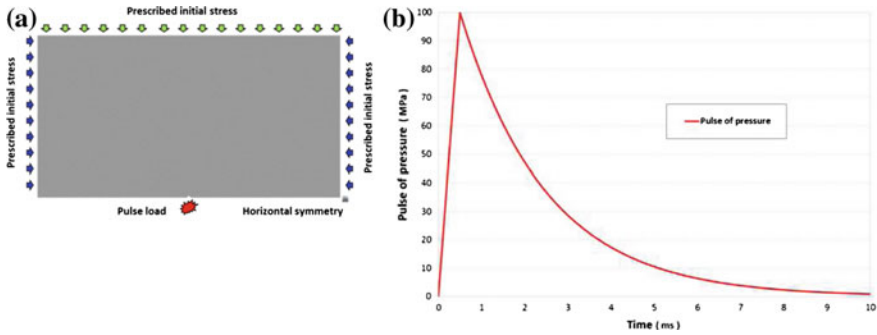 (a)
Prescribed initial stress
Prescribed initial stress
Prescribed initial stress
Pulse load
Horizontal symmetry
(b)
Pulse of pressure ( MPa)
100
90
80
70
60
50
40
30
20
10
0
Pulse of pressure
0 1 2 3 4 5 6 7 8 9 10
Time ( ms )